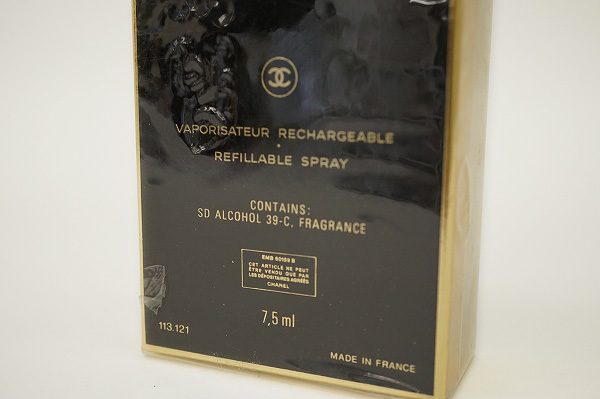 VAPORISATEUR RECHARGEABLE
•
REFILLABLE SPRAY
CONTAINS:
SD ALCOHOL 39-C, FRAGRANCE
EMB 60159 B
CET ARTICLE NE PEUT
ÊTRE VENDU QUE PAR
LES DÉPOSITAIRES AGRÉÉS
CHANEL
7,5 ml
113.121
MADE IN FRANCE